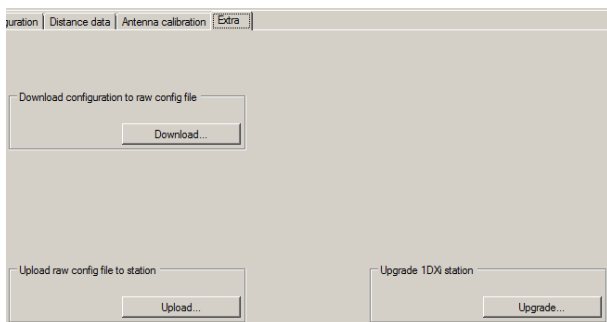 guration Distance data Antenna calibration Extra
Download configuration to raw config file
Download...
Upload raw config file to station Upgrade 1DXi station
Upload... Upgrade...